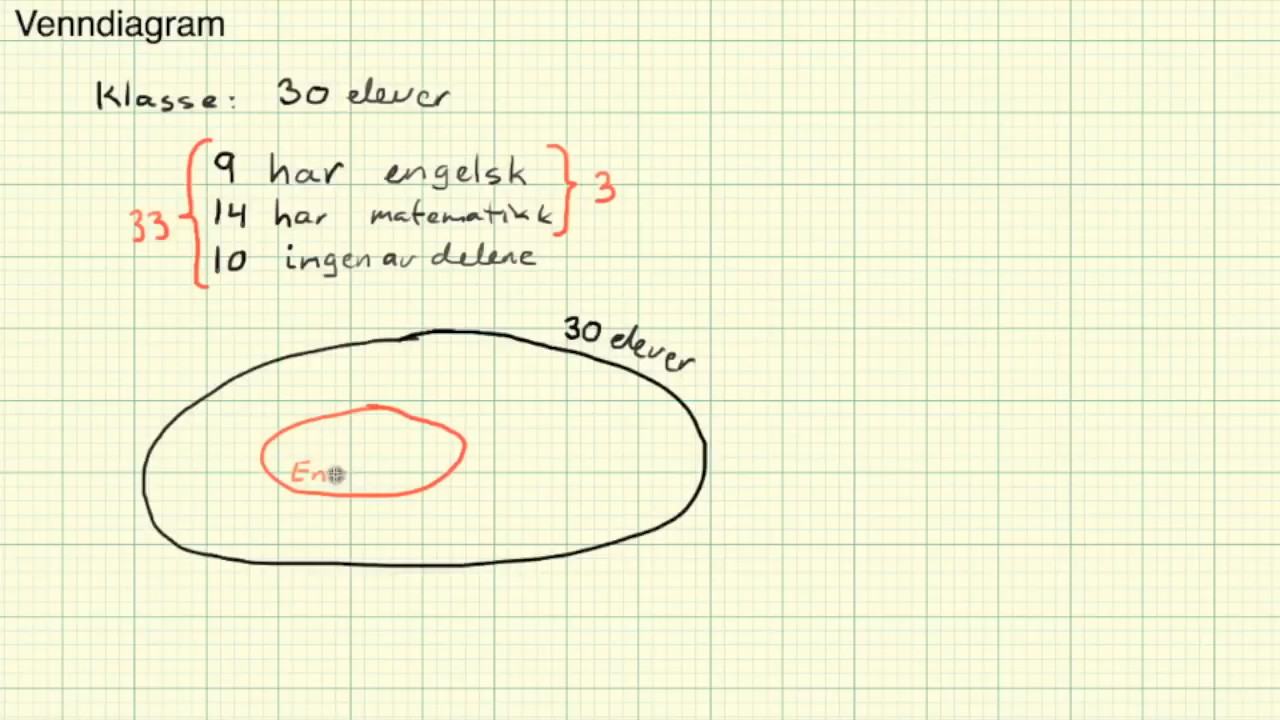 Venndiagram
Klasse: 30 elever
9 har engelsk
14 har matematikk
10 ingen av delene
33
3
30 elever
En